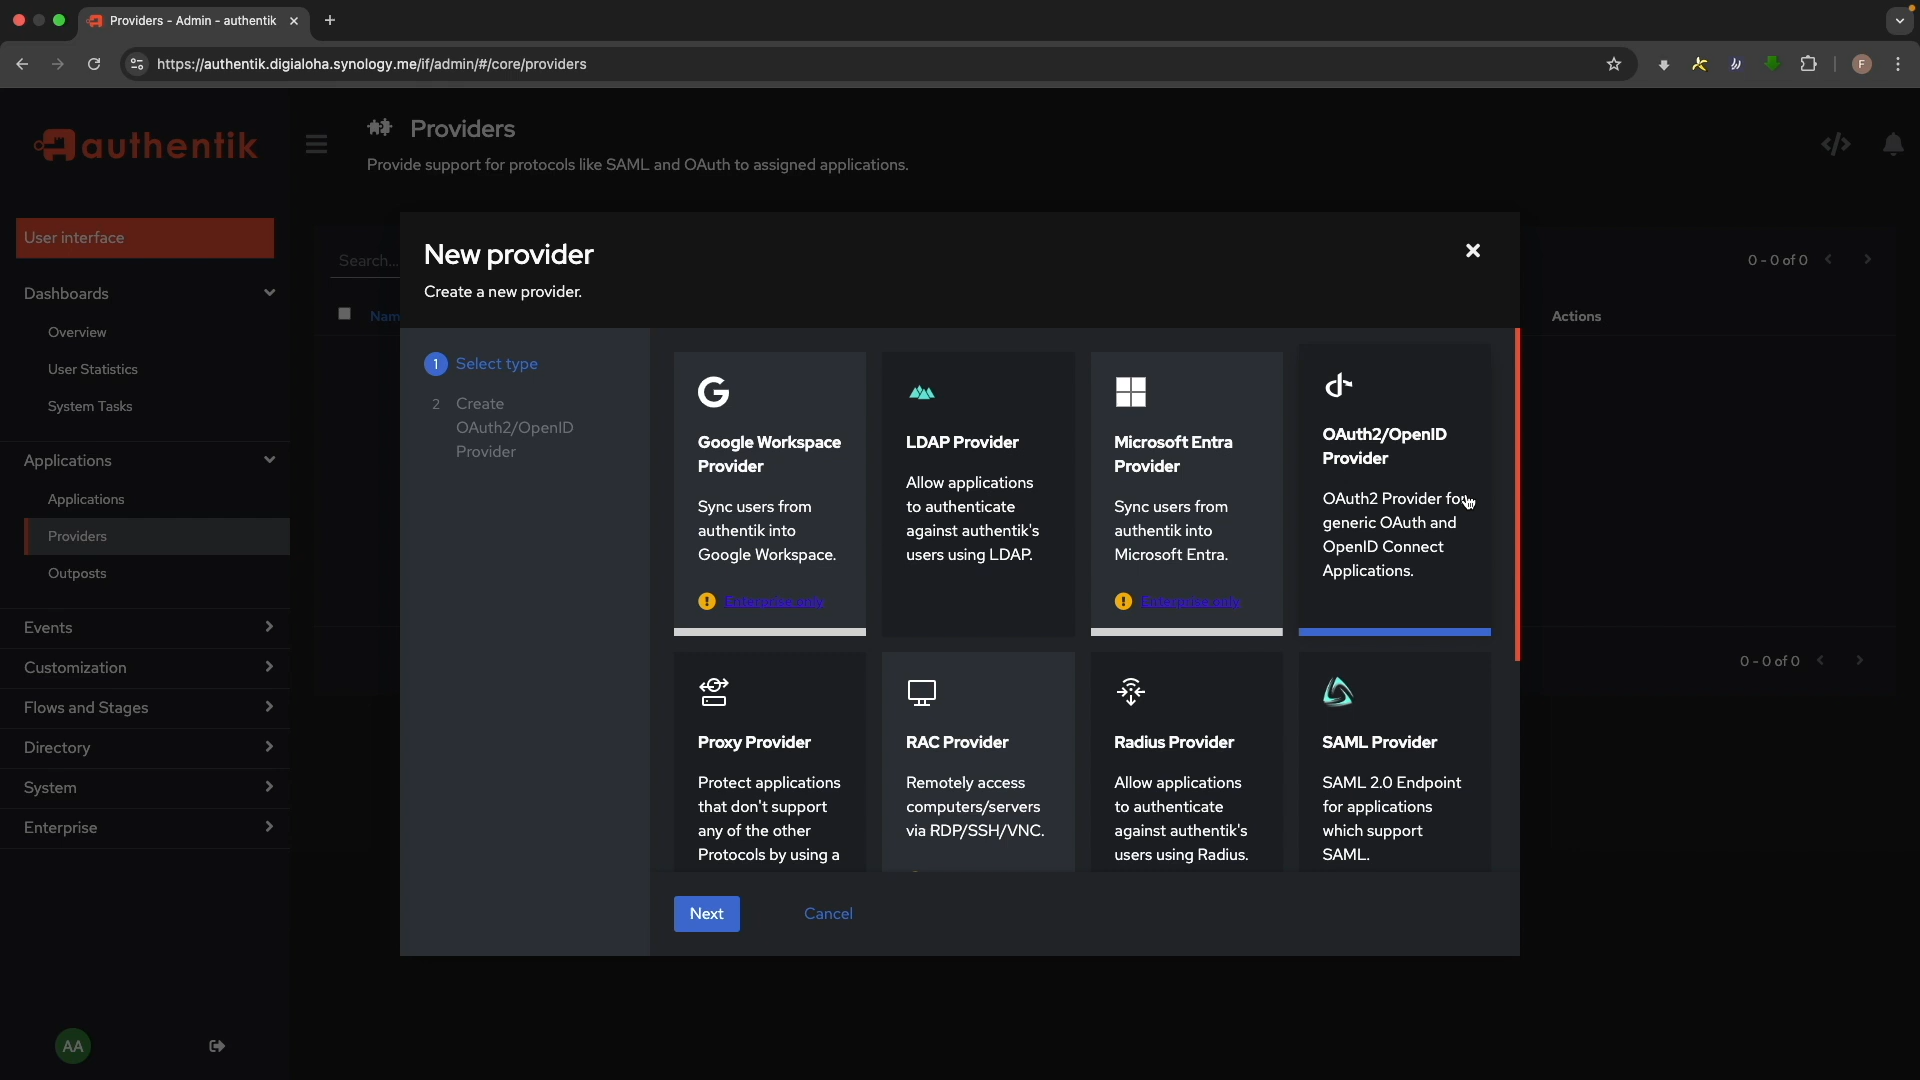 Providers - Admin - authentik
https://authentik.digialoha.synology.me/if/admin/#/core/providers
F
authentik
Providers
Provide support for protocols like SAML and OAuth to assigned applications.
User interface
Dashboards
Overview
User Statistics
System Tasks
Applications
Applications
Providers
Outposts
Events
Customization
Flows and Stages
Directory
System
Enterprise
AA
Search...
0 - 0 of 0
Nam
Actions
0 - 0 of 0
New provider
Create a new provider.
1 Select type
2 Create
OAuth2/OpenID
Provider
Google Workspace
Provider
Sync users from
authentik into
Google Workspace.
Enterprise only
LDAP Provider
Allow applications
to authenticate
against authentik's
users using LDAP.
Microsoft Entra
Provider
Sync users from
authentik into
Microsoft Entra.
Enterprise only
OAuth2/OpenID
Provider
OAuth2 Provider for
generic OAuth and
OpenID Connect
Applications.
Proxy Provider
Protect applications
that don't support
any of the other
Protocols by using a
RAC Provider
Remotely access
computers/servers
via RDP/SSH/VNC.
Radius Provider
Allow applications
to authenticate
against authentik's
users using Radius.
SAML Provider
SAML 2.0 Endpoint
for applications
which support
SAML.
Next
Cancel